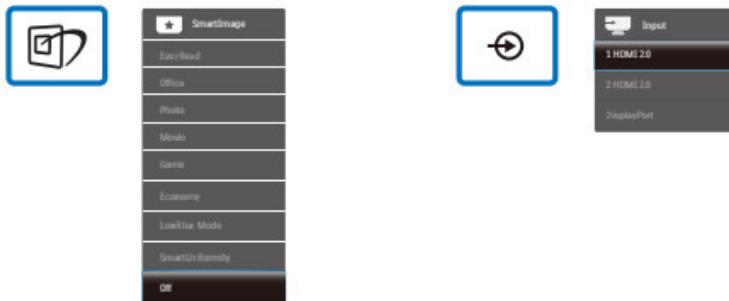 SmartImage
EasyRead
Office
Photo
Movie
Game
Economy
LowBlue Mode
SmartUniformity
Off
Input
1 HDMI 2.0
2 HDMI 2.0
DisplayPort